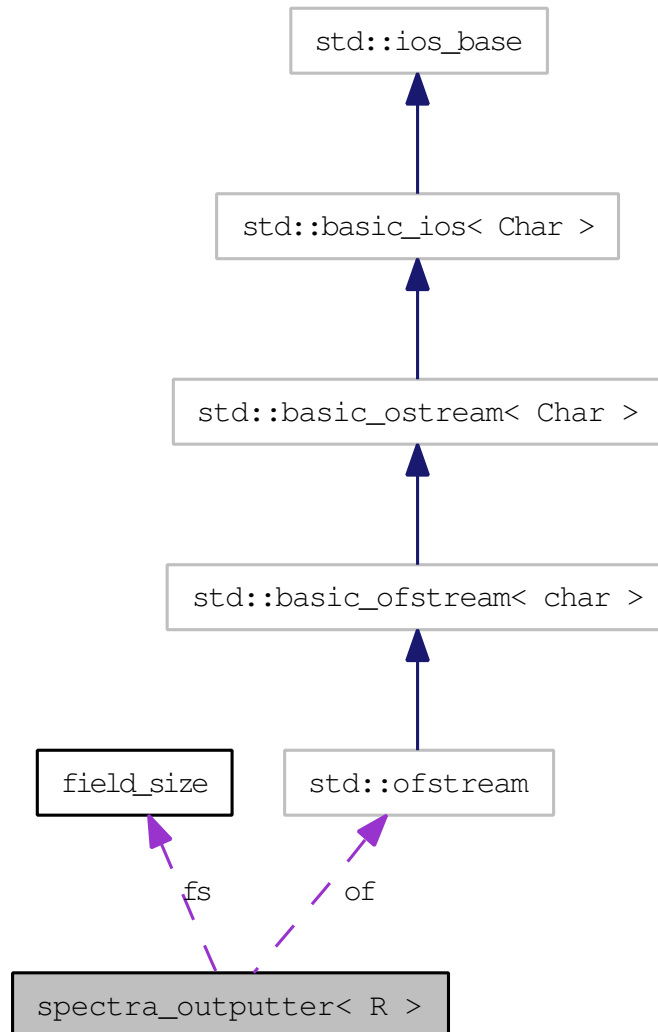 std::ios_base
std::basic_ios< Char >
std::basic_ostream< Char >
std::basic_ofstream< char >
field_size
std::ofstream
fs
of
spectra_outputter< R >